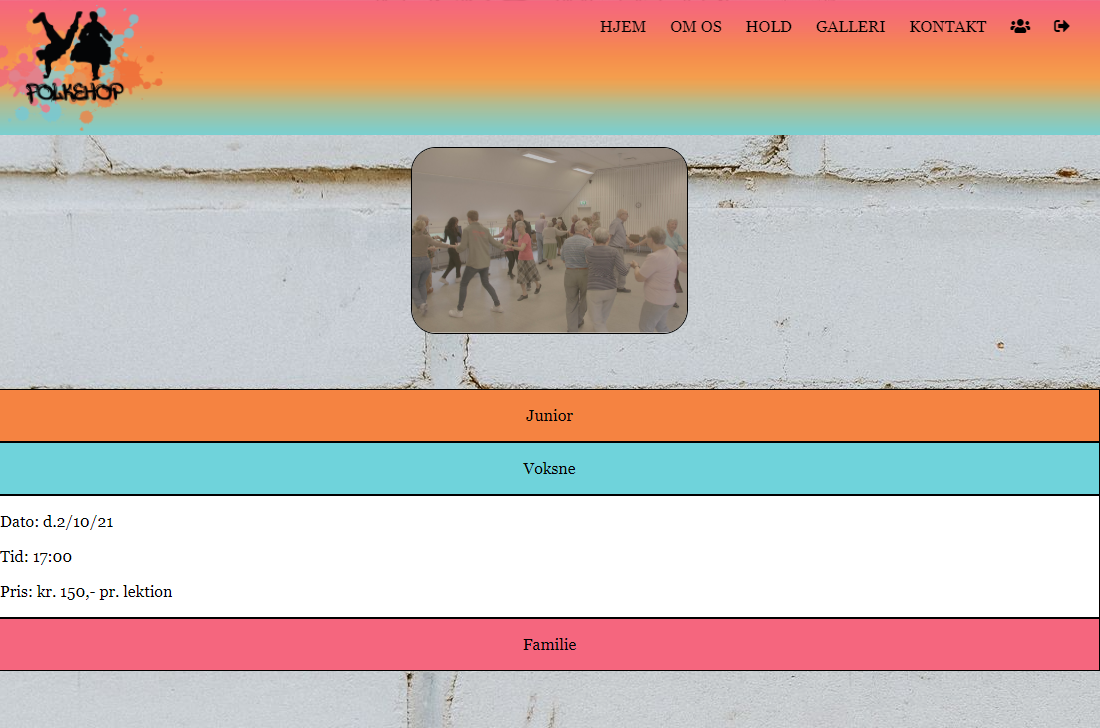 HJEM OM OS HOLD GALLERI KONTAKT
FOLKEHOP
Junior
Voksne
Dato: d.2/10/21
Tid: 17:00
Pris: kr. 150,- pr. lektion
Familie